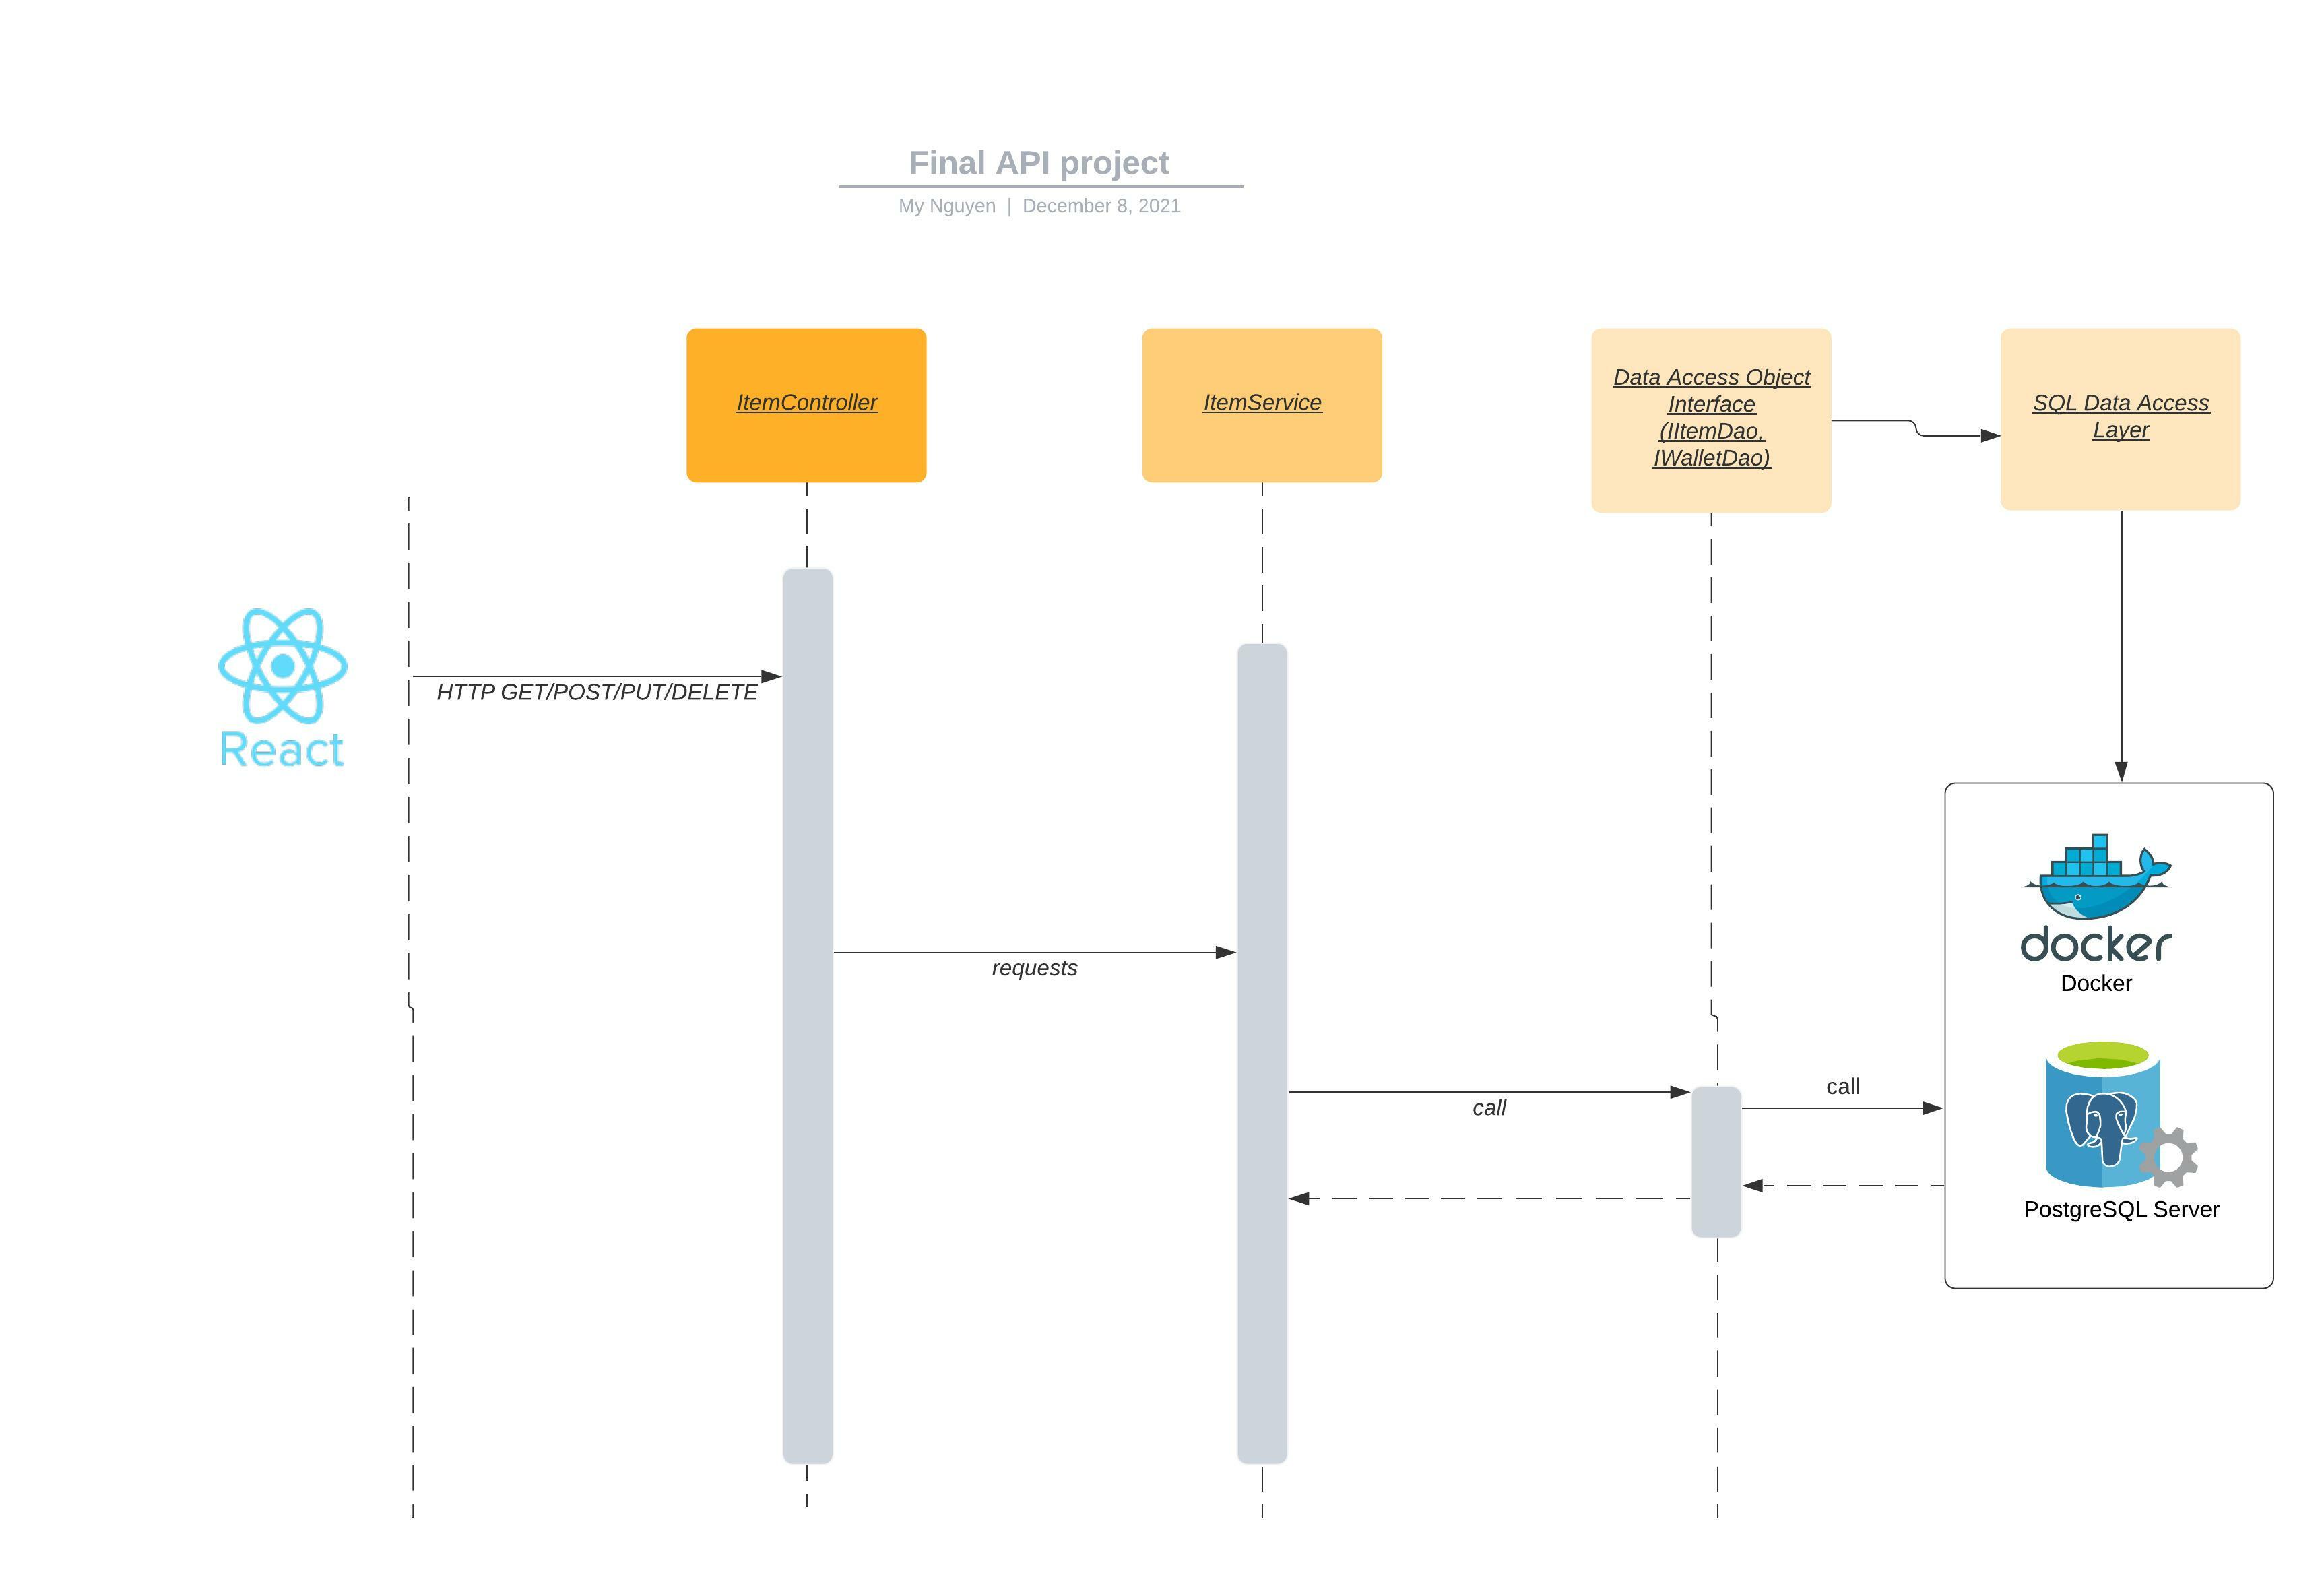 Final API project
My Nguyen | December 8, 2021
ItemController
ItemService
Data Access Object
Interface
(IItemDao,
IWalletDao)
SQL Data Access
Layer
React
HTTP GET/POST/PUT/DELETE
docker
Docker
requests
call
call
PostgreSQL Server